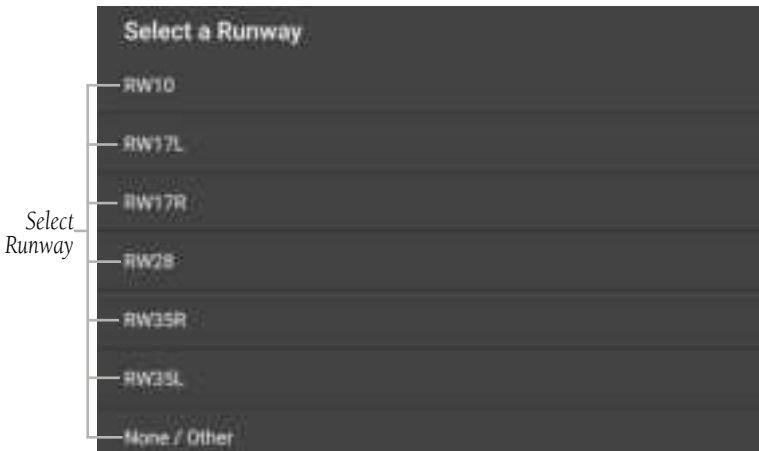 Select a Runway
RW10
RW17L
RW17R
Select
Runway
RW28
RW35R
RW35L
None / Other